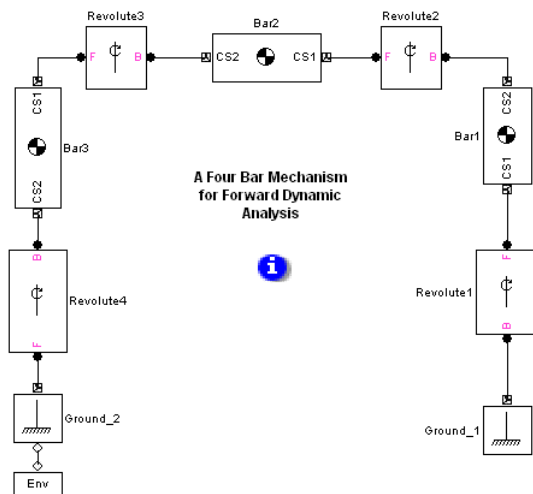 Revolute3
Bar2
Revolute2
F
B
CS2
CS1
F
B
CS1
CS2
Bar3
CS2
CS1
Bar1
A Four Bar Mechanism
for Forward Dynamic
Analysis
i
B
Revolute4
F
F
Revolute1
B
Ground_2
Ground_1
Env